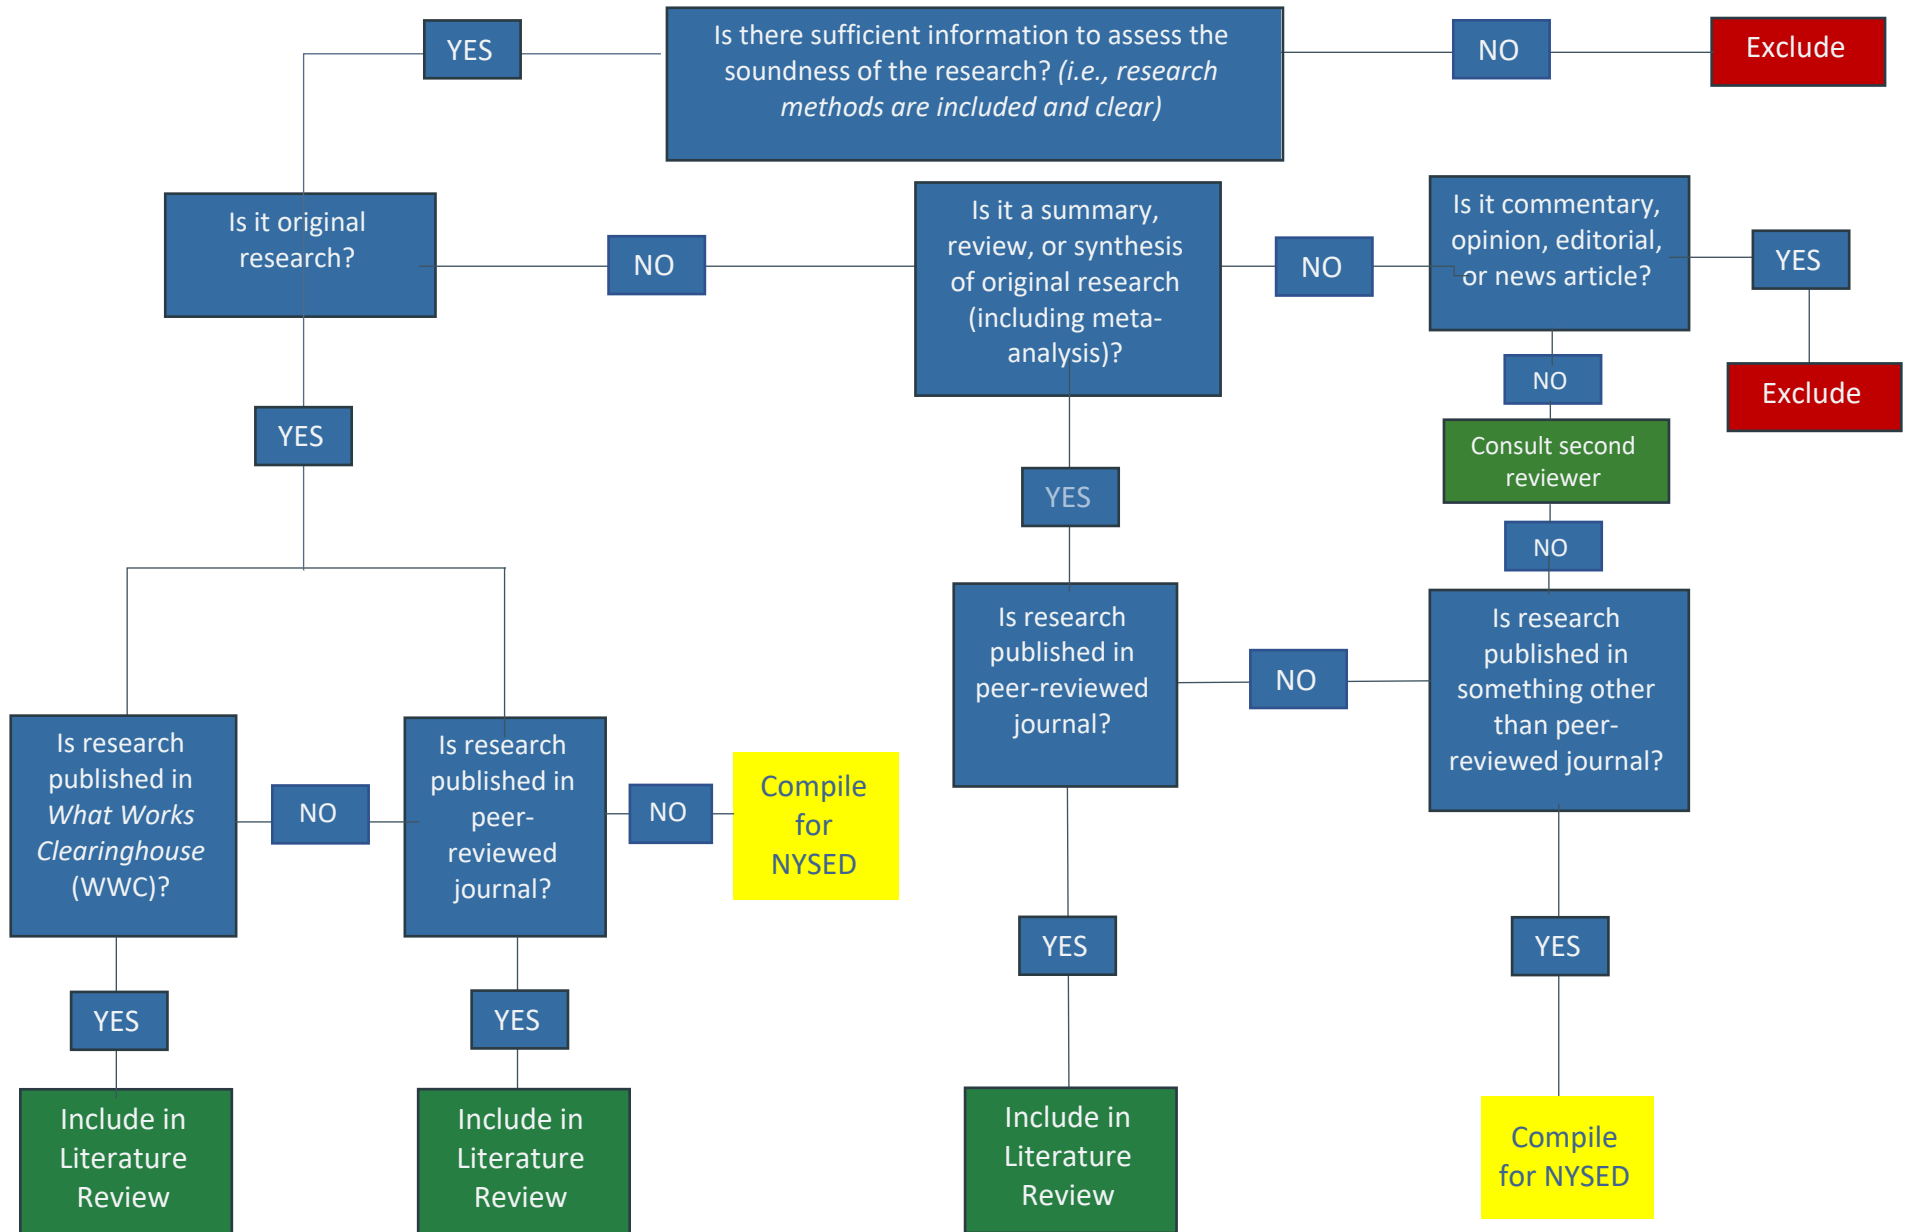 YES
Is there sufficient information to assess the
soundness of the research? (i.e., research
methods are included and clear)
NO
Exclude
Is it original
research?
NO
Is it a summary,
review, or synthesis
of original research
(including meta-
analysis)?
NO
Is it commentary,
opinion, editorial,
or news article?
YES
Exclude
NO
Consult second
reviewer
NO
YES
YES
Is research
published in
What Works
Clearinghouse
(WWC)?
NO
Is research
published in
peer-
reviewed
journal?
NO
Compile
for
NYSED
Is research
published in
peer-reviewed
journal?
NO
Is research
published in
something other
than peer-
reviewed journal?
YES
YES
YES
YES
Include in
Literature
Review
Include in
Literature
Review
Include in
Literature
Review
Compile
for NYSED